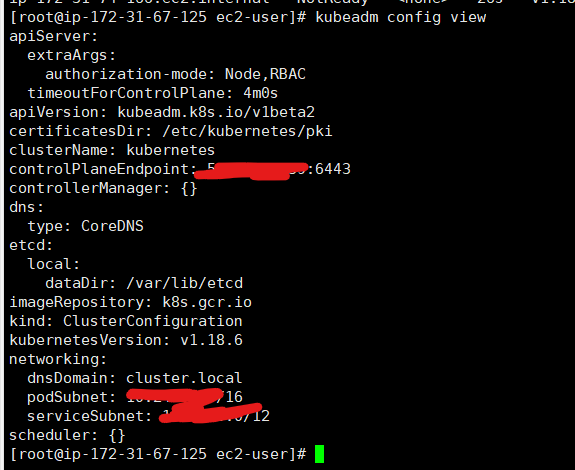 [root@ip-172-31-67-125 ec2-user]# kubeadm config view
apiServer:
  extraArgs:
    authorization-mode: Node,RBAC
  timeoutForControlPlane: 4m0s
apiVersion: kubeadm.k8s.io/v1beta2
certificatesDir: /etc/kubernetes/pki
clusterName: kubernetes
controlPlaneEndpoint: :6443
controllerManager: {}
dns:
  type: CoreDNS
etcd:
  local:
    dataDir: /var/lib/etcd
imageRepository: k8s.gcr.io
kind: ClusterConfiguration
kubernetesVersion: v1.18.6
networking:
  dnsDomain: cluster.local
  podSubnet: /16
  serviceSubnet: /12
scheduler: {}
[root@ip-172-31-67-125 ec2-user]#